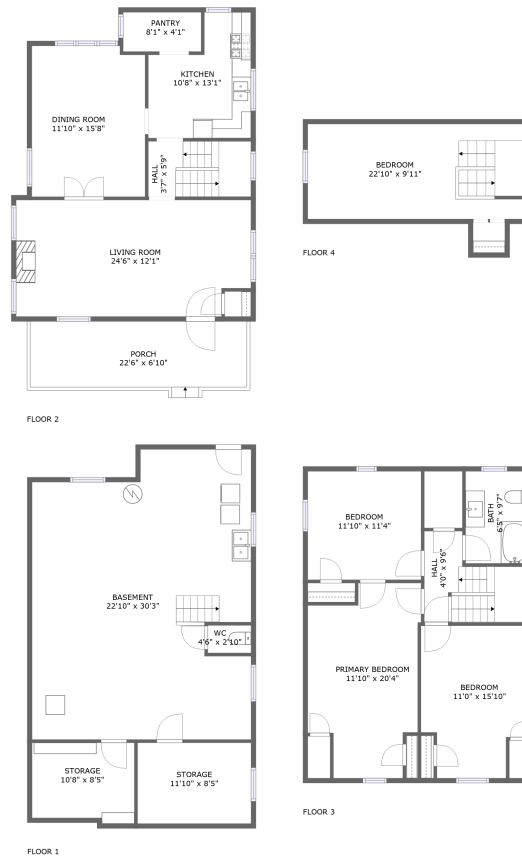 PANTRY
8'1" x 4'1"
KITCHEN
10'8" x 13'1"
DINING ROOM
11'10" x 15'8"
HALL
3'7" x 5'9"
LIVING ROOM
24'6" x 12'1"
PORCH
22'6" x 6'10"
FLOOR 2
BEDROOM
22'10" x 9'11"
FLOOR 4
BASEMENT
22'10" x 30'3"
WC
4'6" x 2'10"
STORAGE
10'8" x 8'5"
STORAGE
11'10" x 8'5"
FLOOR 1
BEDROOM
11'10" x 11'4"
BATH
6'5" x 9'7"
HALL
4'0" x 9'6"
PRIMARY BEDROOM
11'10" x 20'4"
BEDROOM
11'0" x 15'10"
FLOOR 3